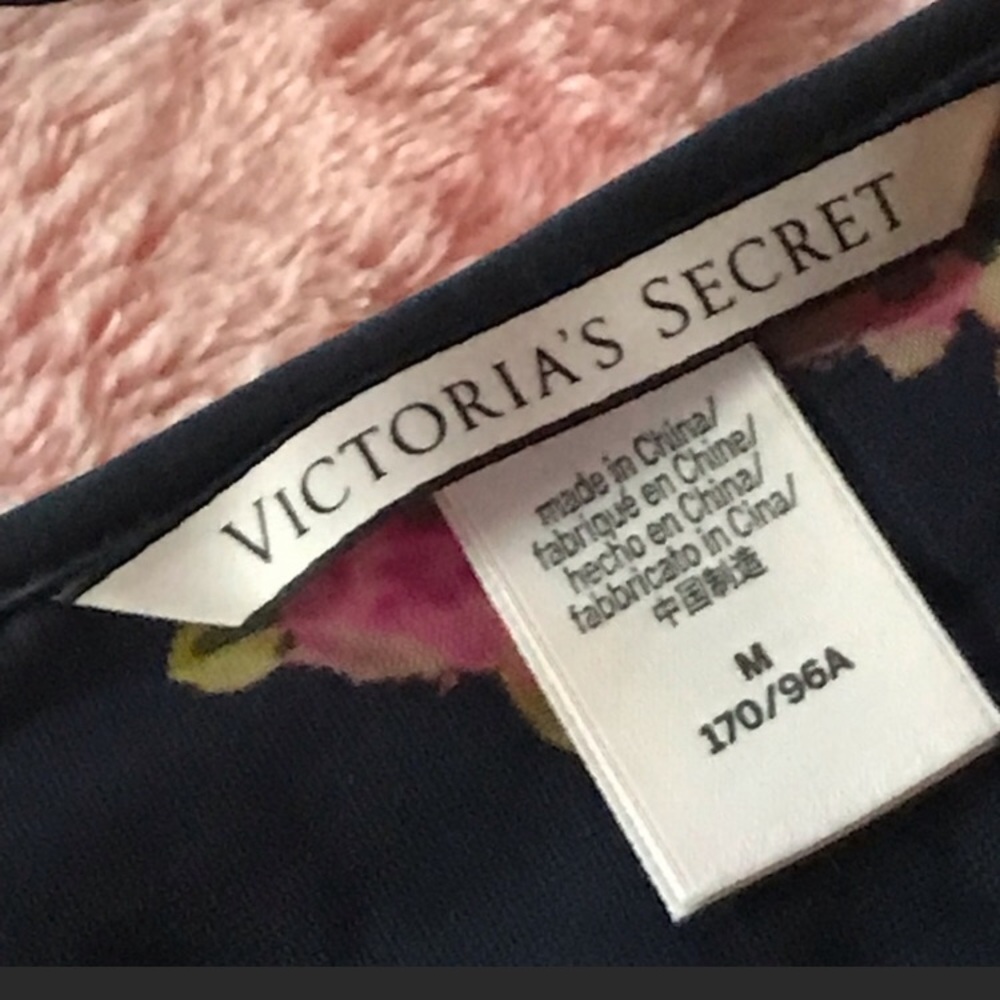 VICTORIA'S SECRET
made in China/
fabriqué en Chine/
hecho en China/
fabbricato in Cina/
中国制造
M
170/96A